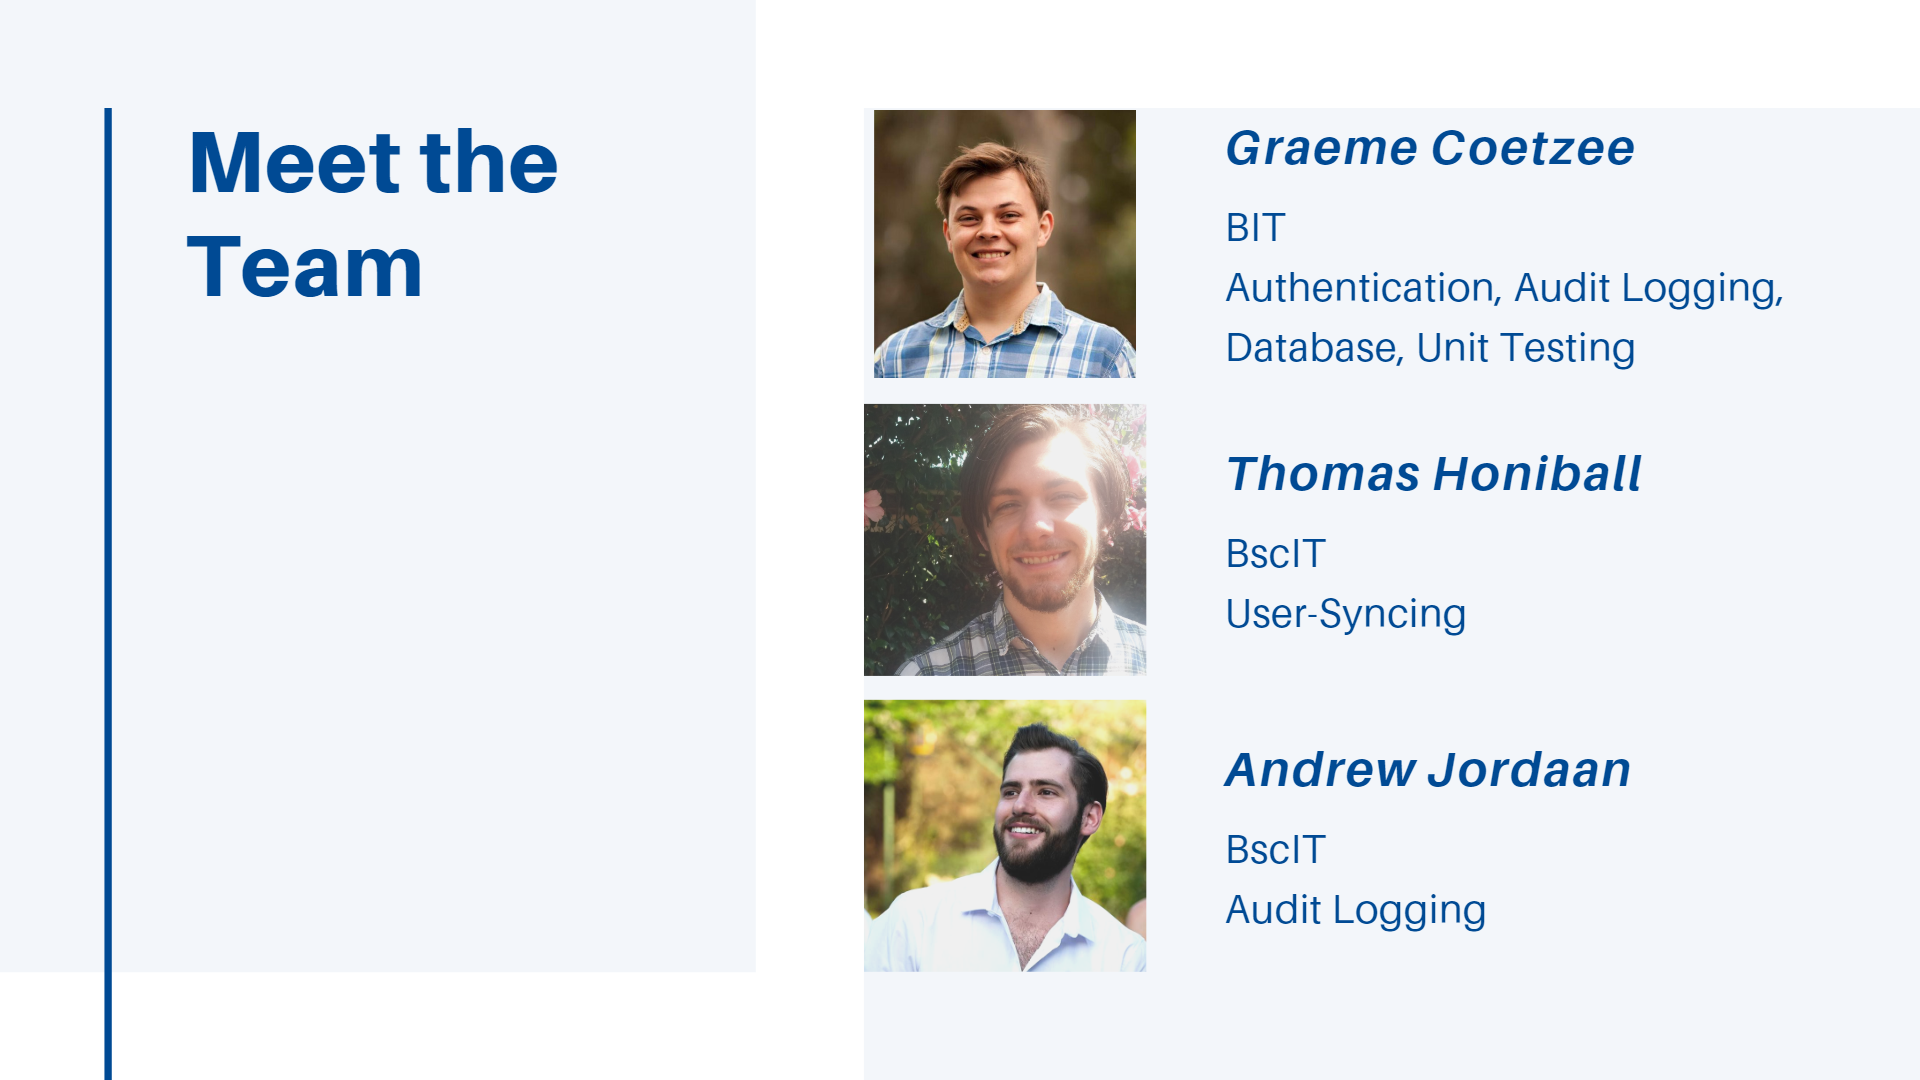 Meet the
Team
Graeme Coetzee
BIT
Authentication, Audit Logging,
Database, Unit Testing
Thomas Honiball
BscIT
User-Syncing
Andrew Jordaan
BscIT
Audit Logging